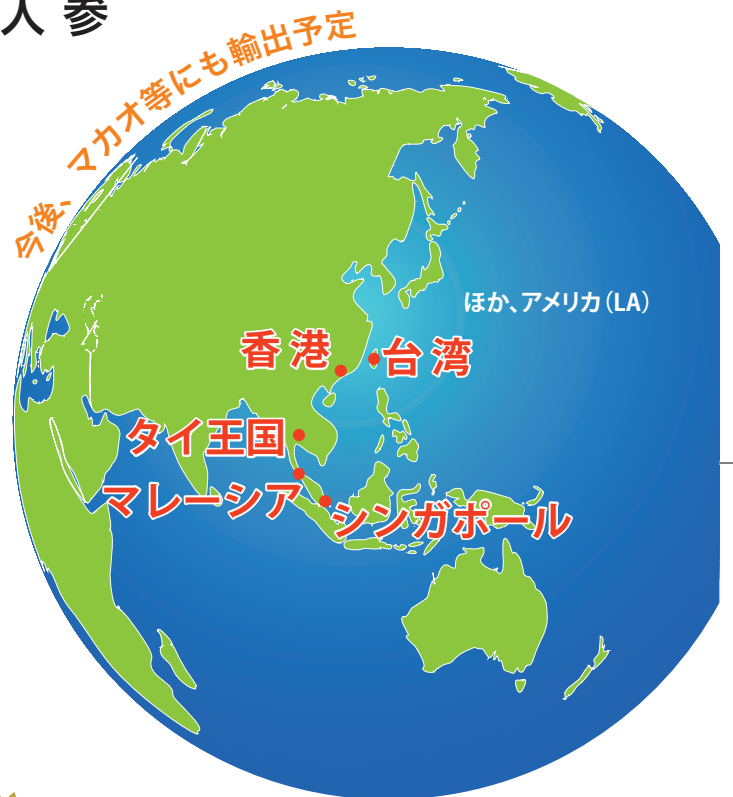 人参
今後、マカオ等にも輸出予定
ほか、アメリカ（LA）
香港
台湾
タイ王国
マレーシア
シンガポール